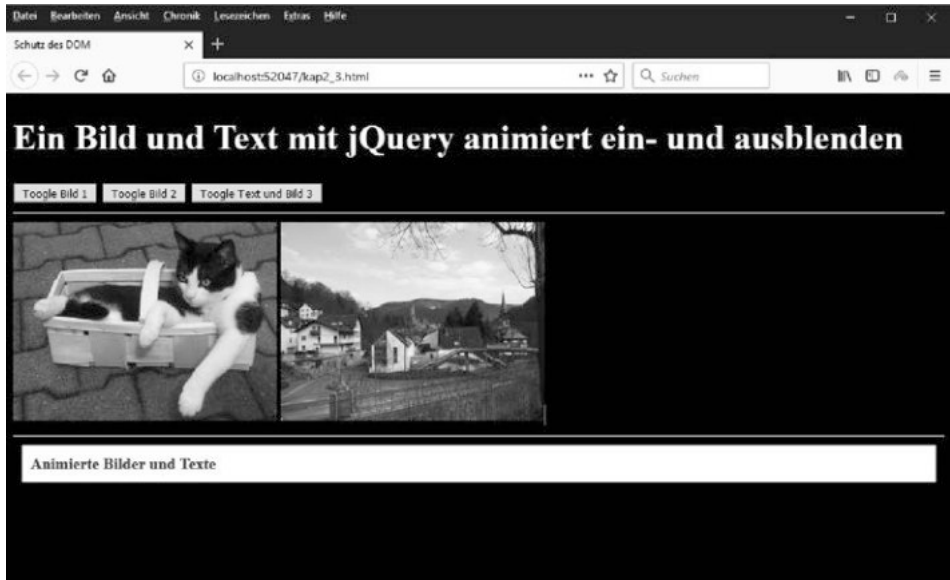 Datei Bearbeiten Ansicht Chronik Lesezeichen Extras Hilfe
Schutz des DOM
localhost:52047/kap2_3.html
Suchen
Ein Bild und Text mit jQuery animiert ein- und ausblenden
Toogle Bild 1 Toogle Bild 2 Toogle Text und Bild 3
Animierte Bilder und Texte